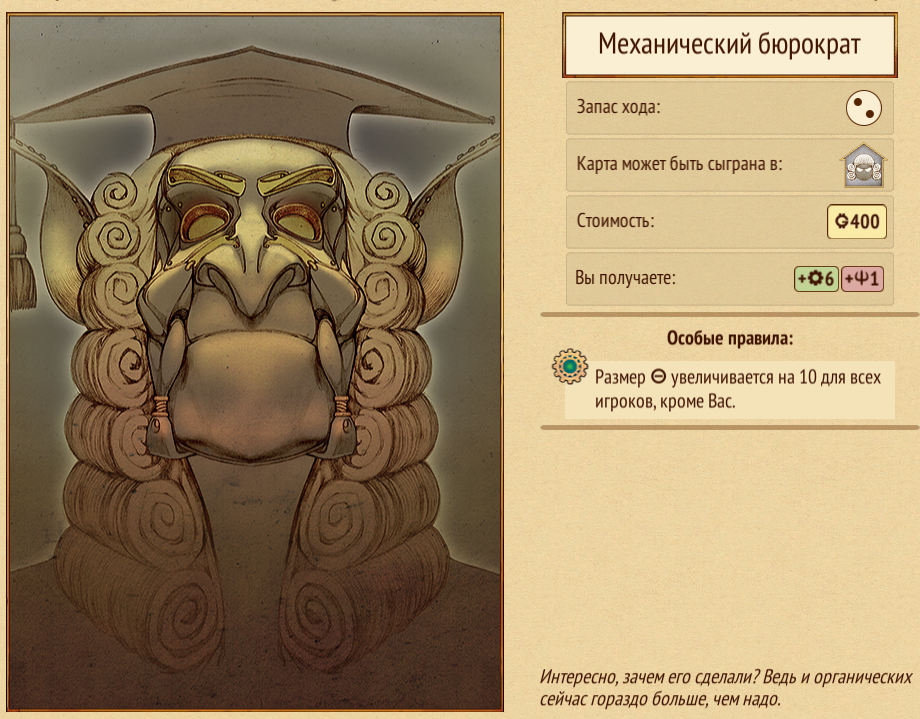 Механический бюрократ
Запас хода:
Карта может быть сыграна в:
Стоимость:
400
Вы получаете:
+6 +1
Особые правила:
Размер ⊖ увеличивается на 10 для всех
игроков, кроме Вас.
Интересно, зачем его сделали? Ведь и органических
сейчас гораздо больше, чем надо.